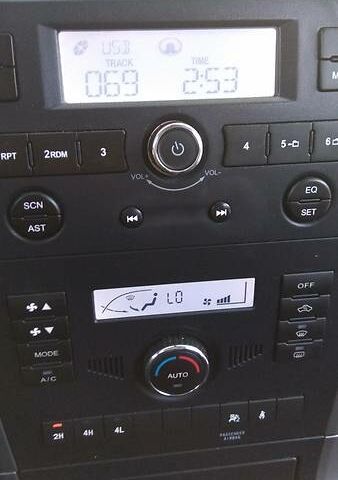 USB
TRACK TIME
069 2:53
RPT 2RDM 3 4 5- 6
VOL+ VOL-
SCN EQ
AST SET
LO
OFF
MODE
A/C
AUTO
2H 4H 4L
PASSENGER
AIRBAG